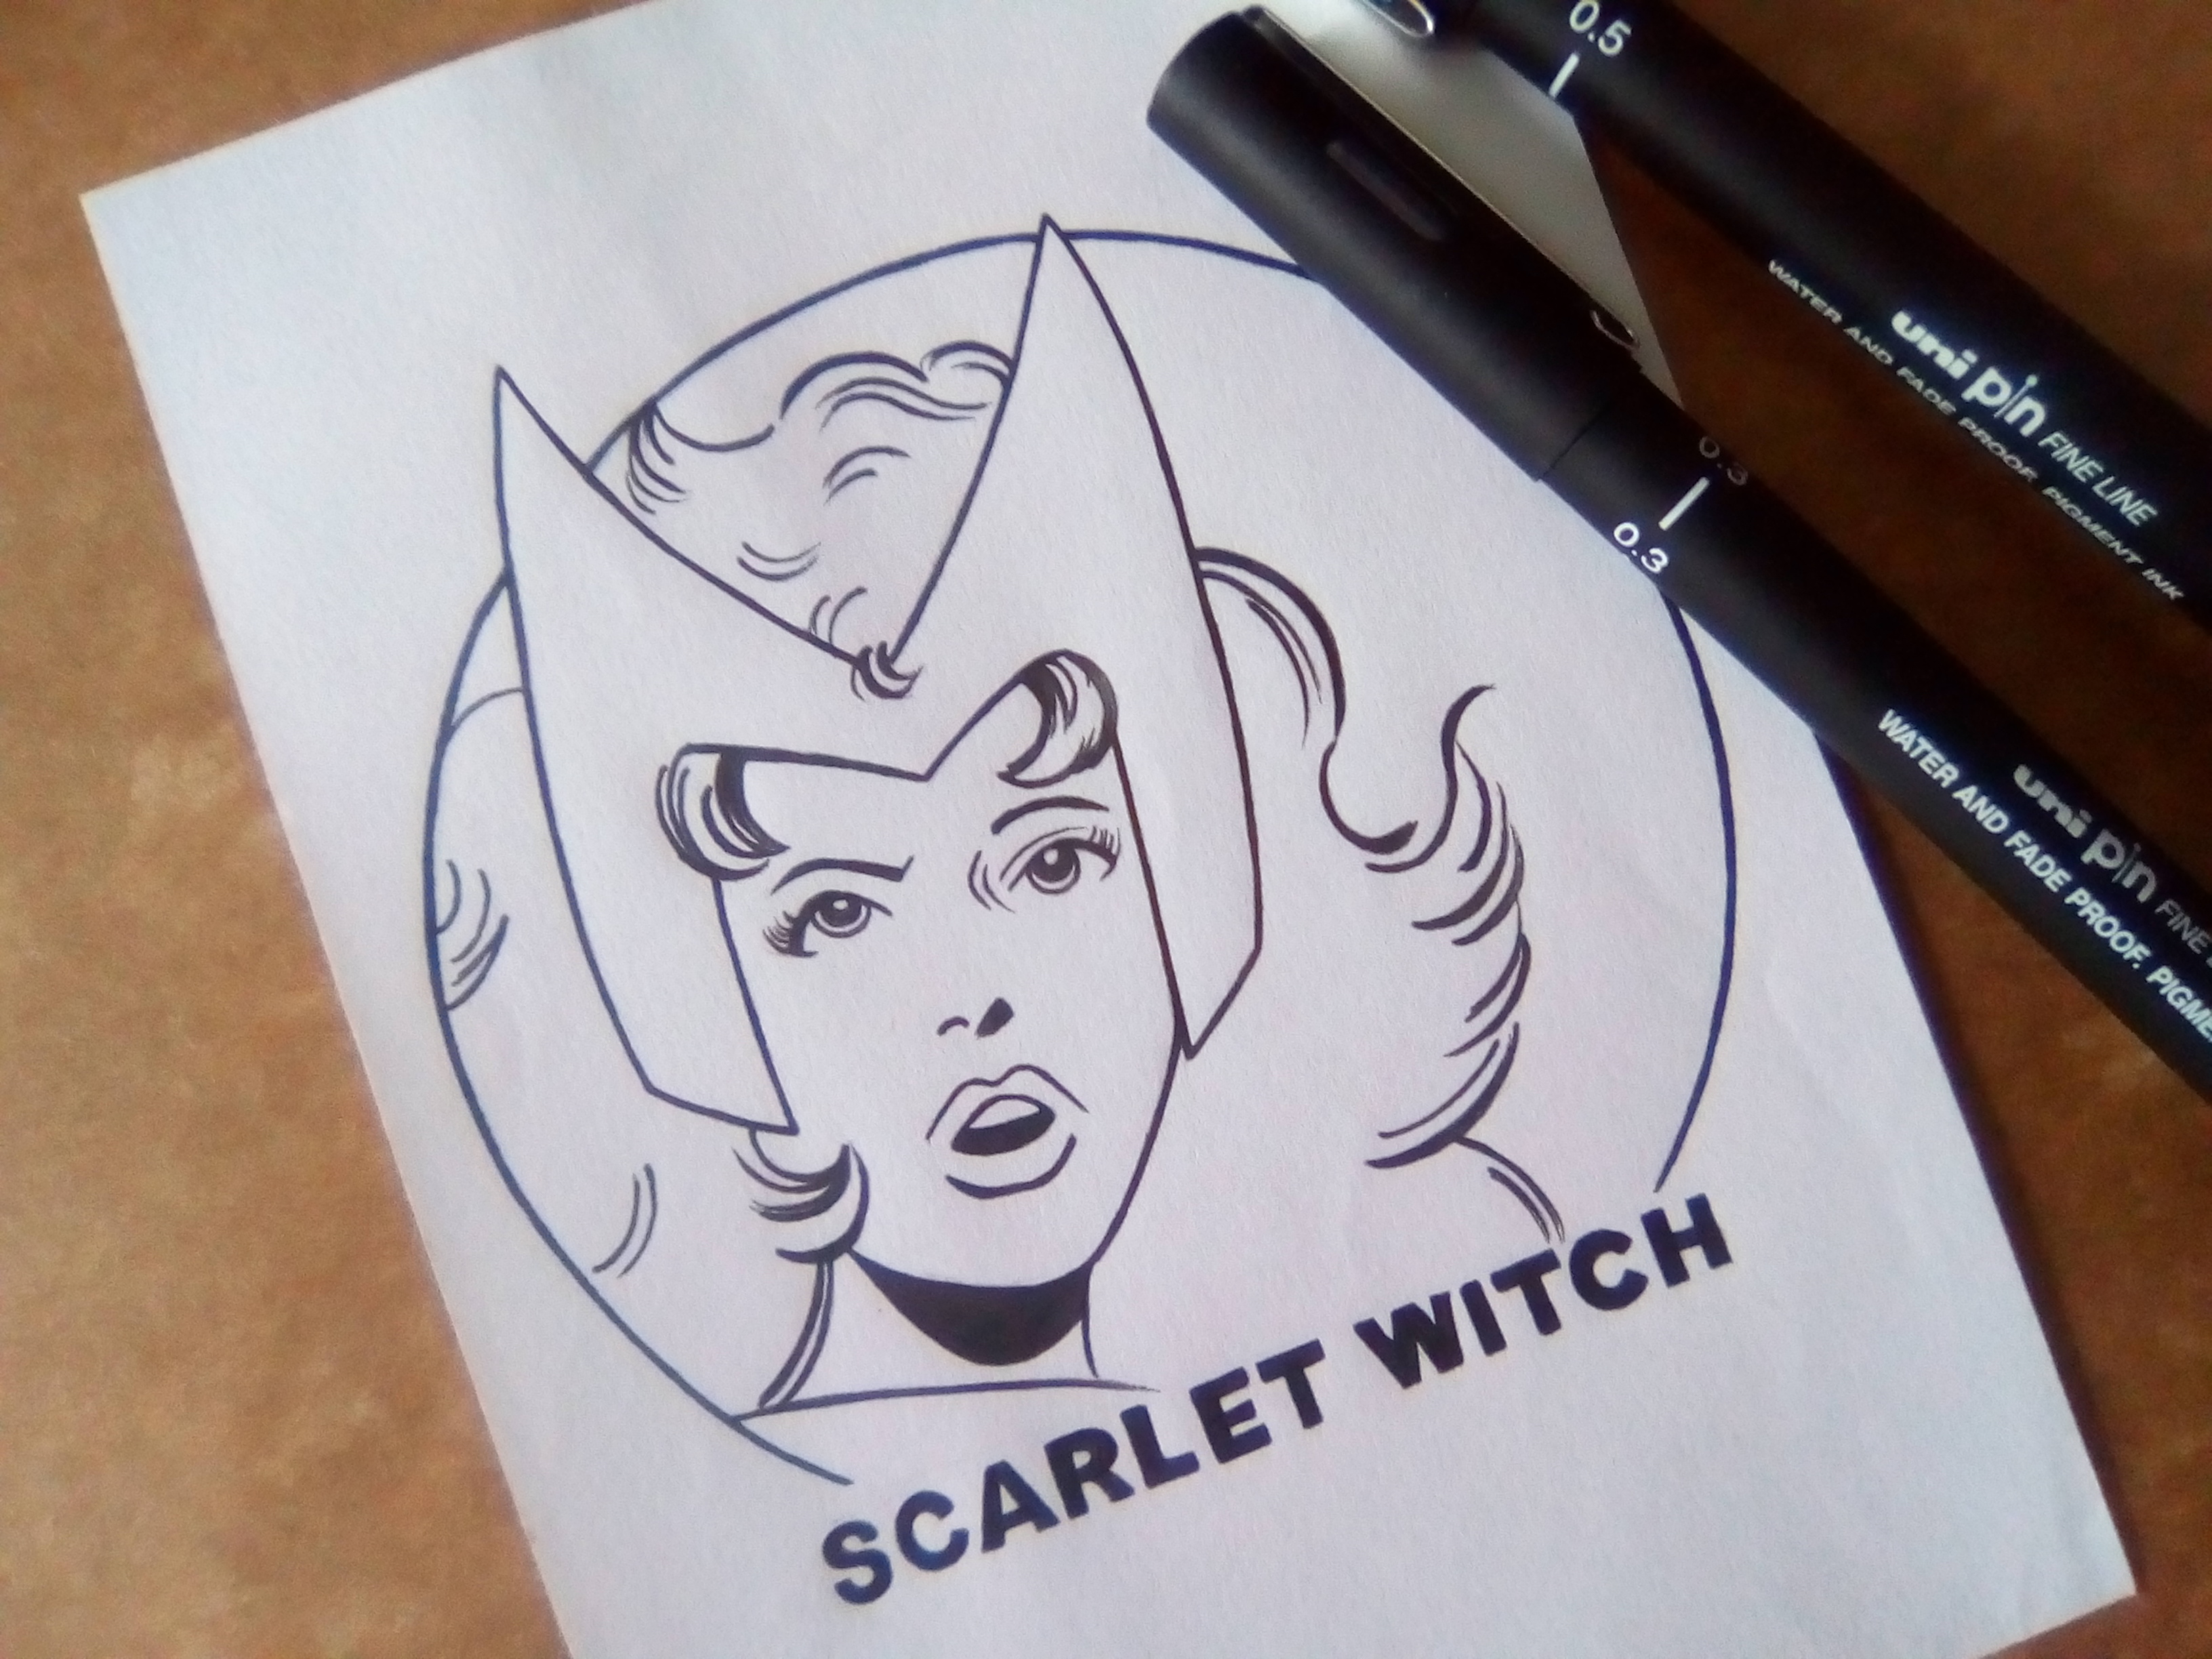 0.5
uni pin FINE LINE
WATER AND FADE PROOF. PIGMENT INK
0.3
0.3
uni pin FINE
WATER AND FADE PROOF. PIGME
SCARLET WITCH